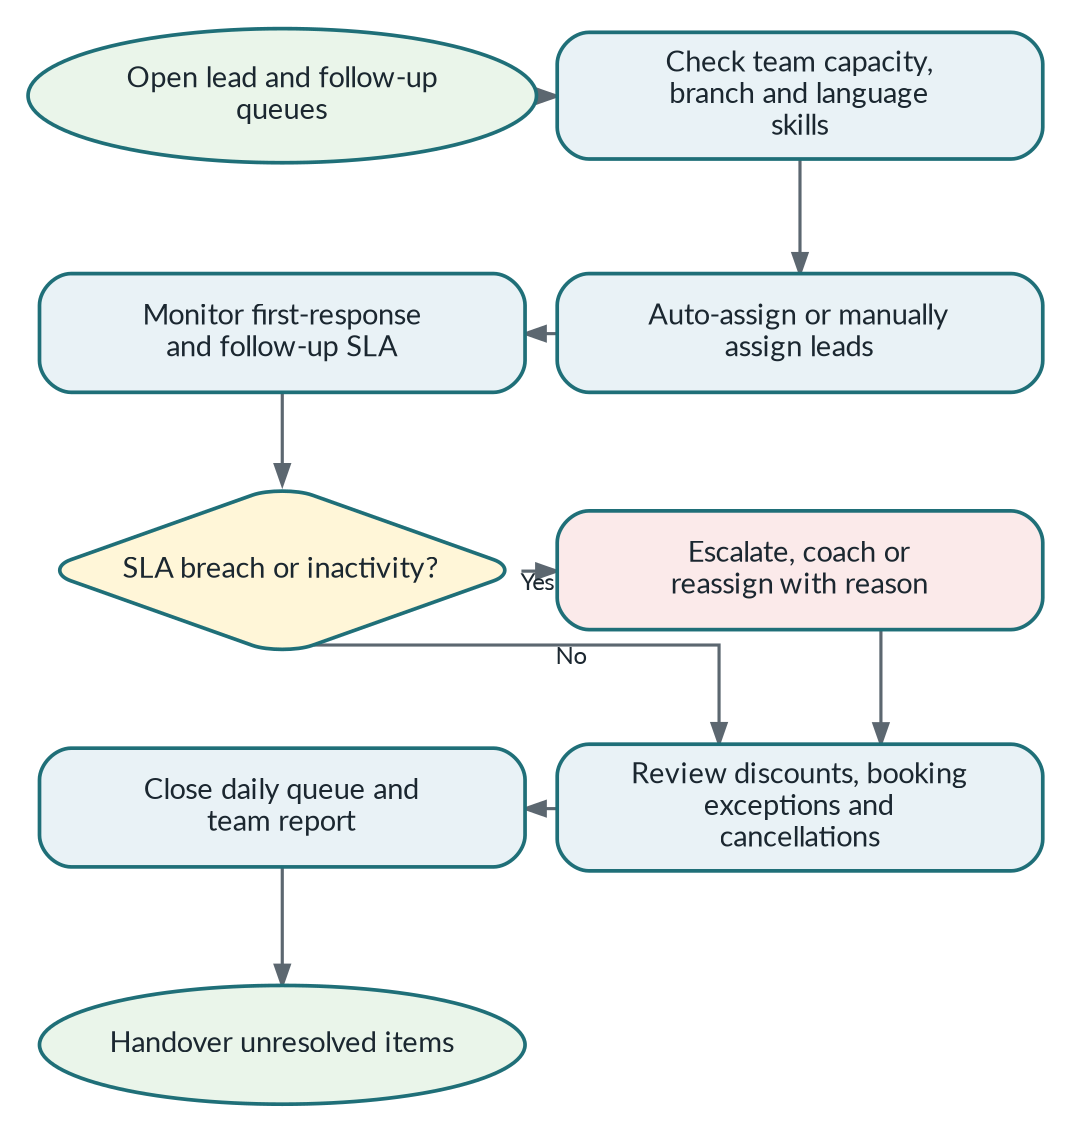 Open lead and follow-up
queues
Check team capacity,
branch and language
skills
Auto-assign or manually
assign leads
Monitor first-response
and follow-up SLA
SLA breach or inactivity?
Yes
Escalate, coach or
reassign with reason
No
Review discounts, booking
exceptions and
cancellations
Close daily queue and
team report
Handover unresolved items